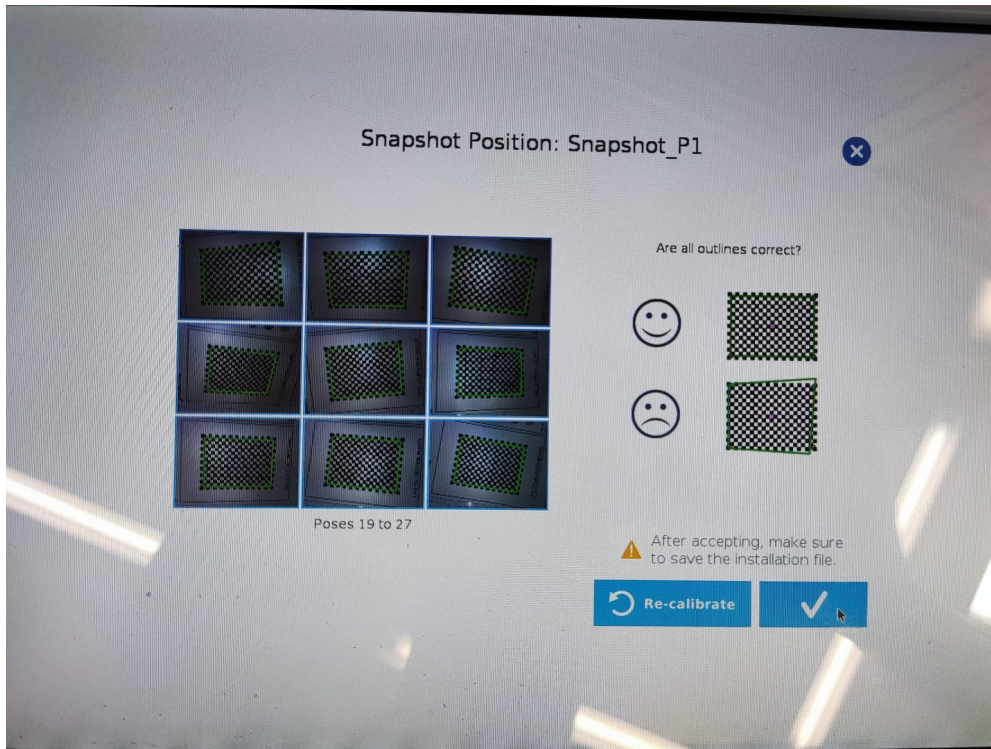 Snapshot Position: Snapshot_P1
Are all outlines correct?
Poses 19 to 27
After accepting, make sure
to save the installation file.
Re-calibrate